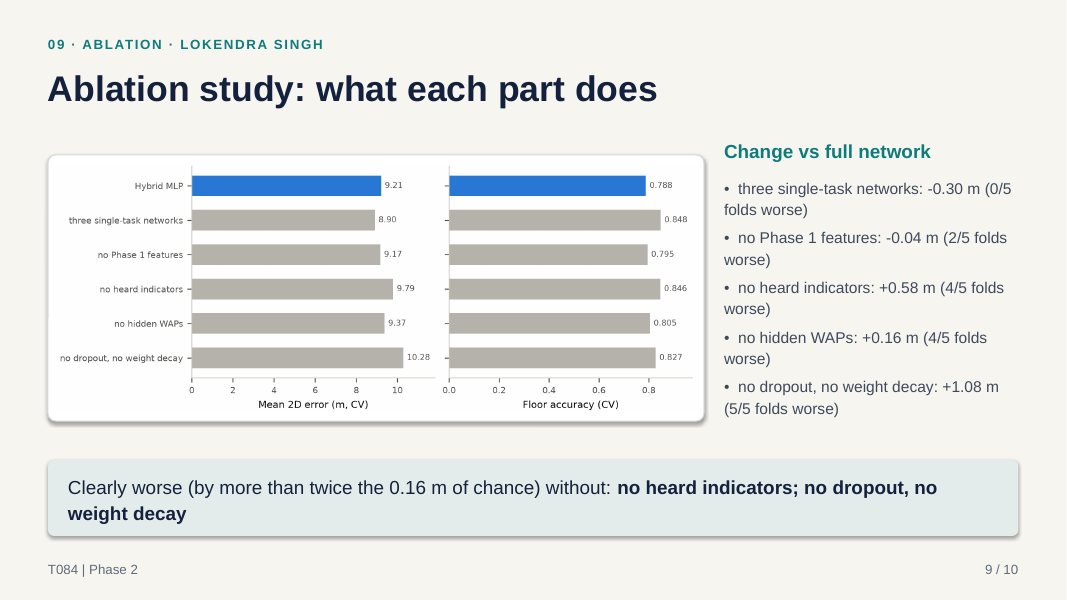 09 · ABLATION · LOKENDRA SINGH
Ablation study: what each part does
Hybrid MLP
9.21
0.788
three single-task networks
8.90
0.848
no Phase 1 features
9.17
0.795
no heard indicators
9.79
0.846
no hidden WAPs
9.37
0.805
no dropout, no weight decay
10.28
0.827
0 2 4 6 8 10
Mean 2D error (m, CV)
0.0 0.2 0.4 0.6 0.8
Floor accuracy (CV)
Change vs full network
• three single-task networks: -0.30 m (0/5
folds worse)
• no Phase 1 features: -0.04 m (2/5 folds
worse)
• no heard indicators: +0.58 m (4/5 folds
worse)
• no hidden WAPs: +0.16 m (4/5 folds
worse)
• no dropout, no weight decay: +1.08 m
(5/5 folds worse)
Clearly worse (by more than twice the 0.16 m of chance) without: no heard indicators; no dropout, no
weight decay
T084 | Phase 2
9 / 10